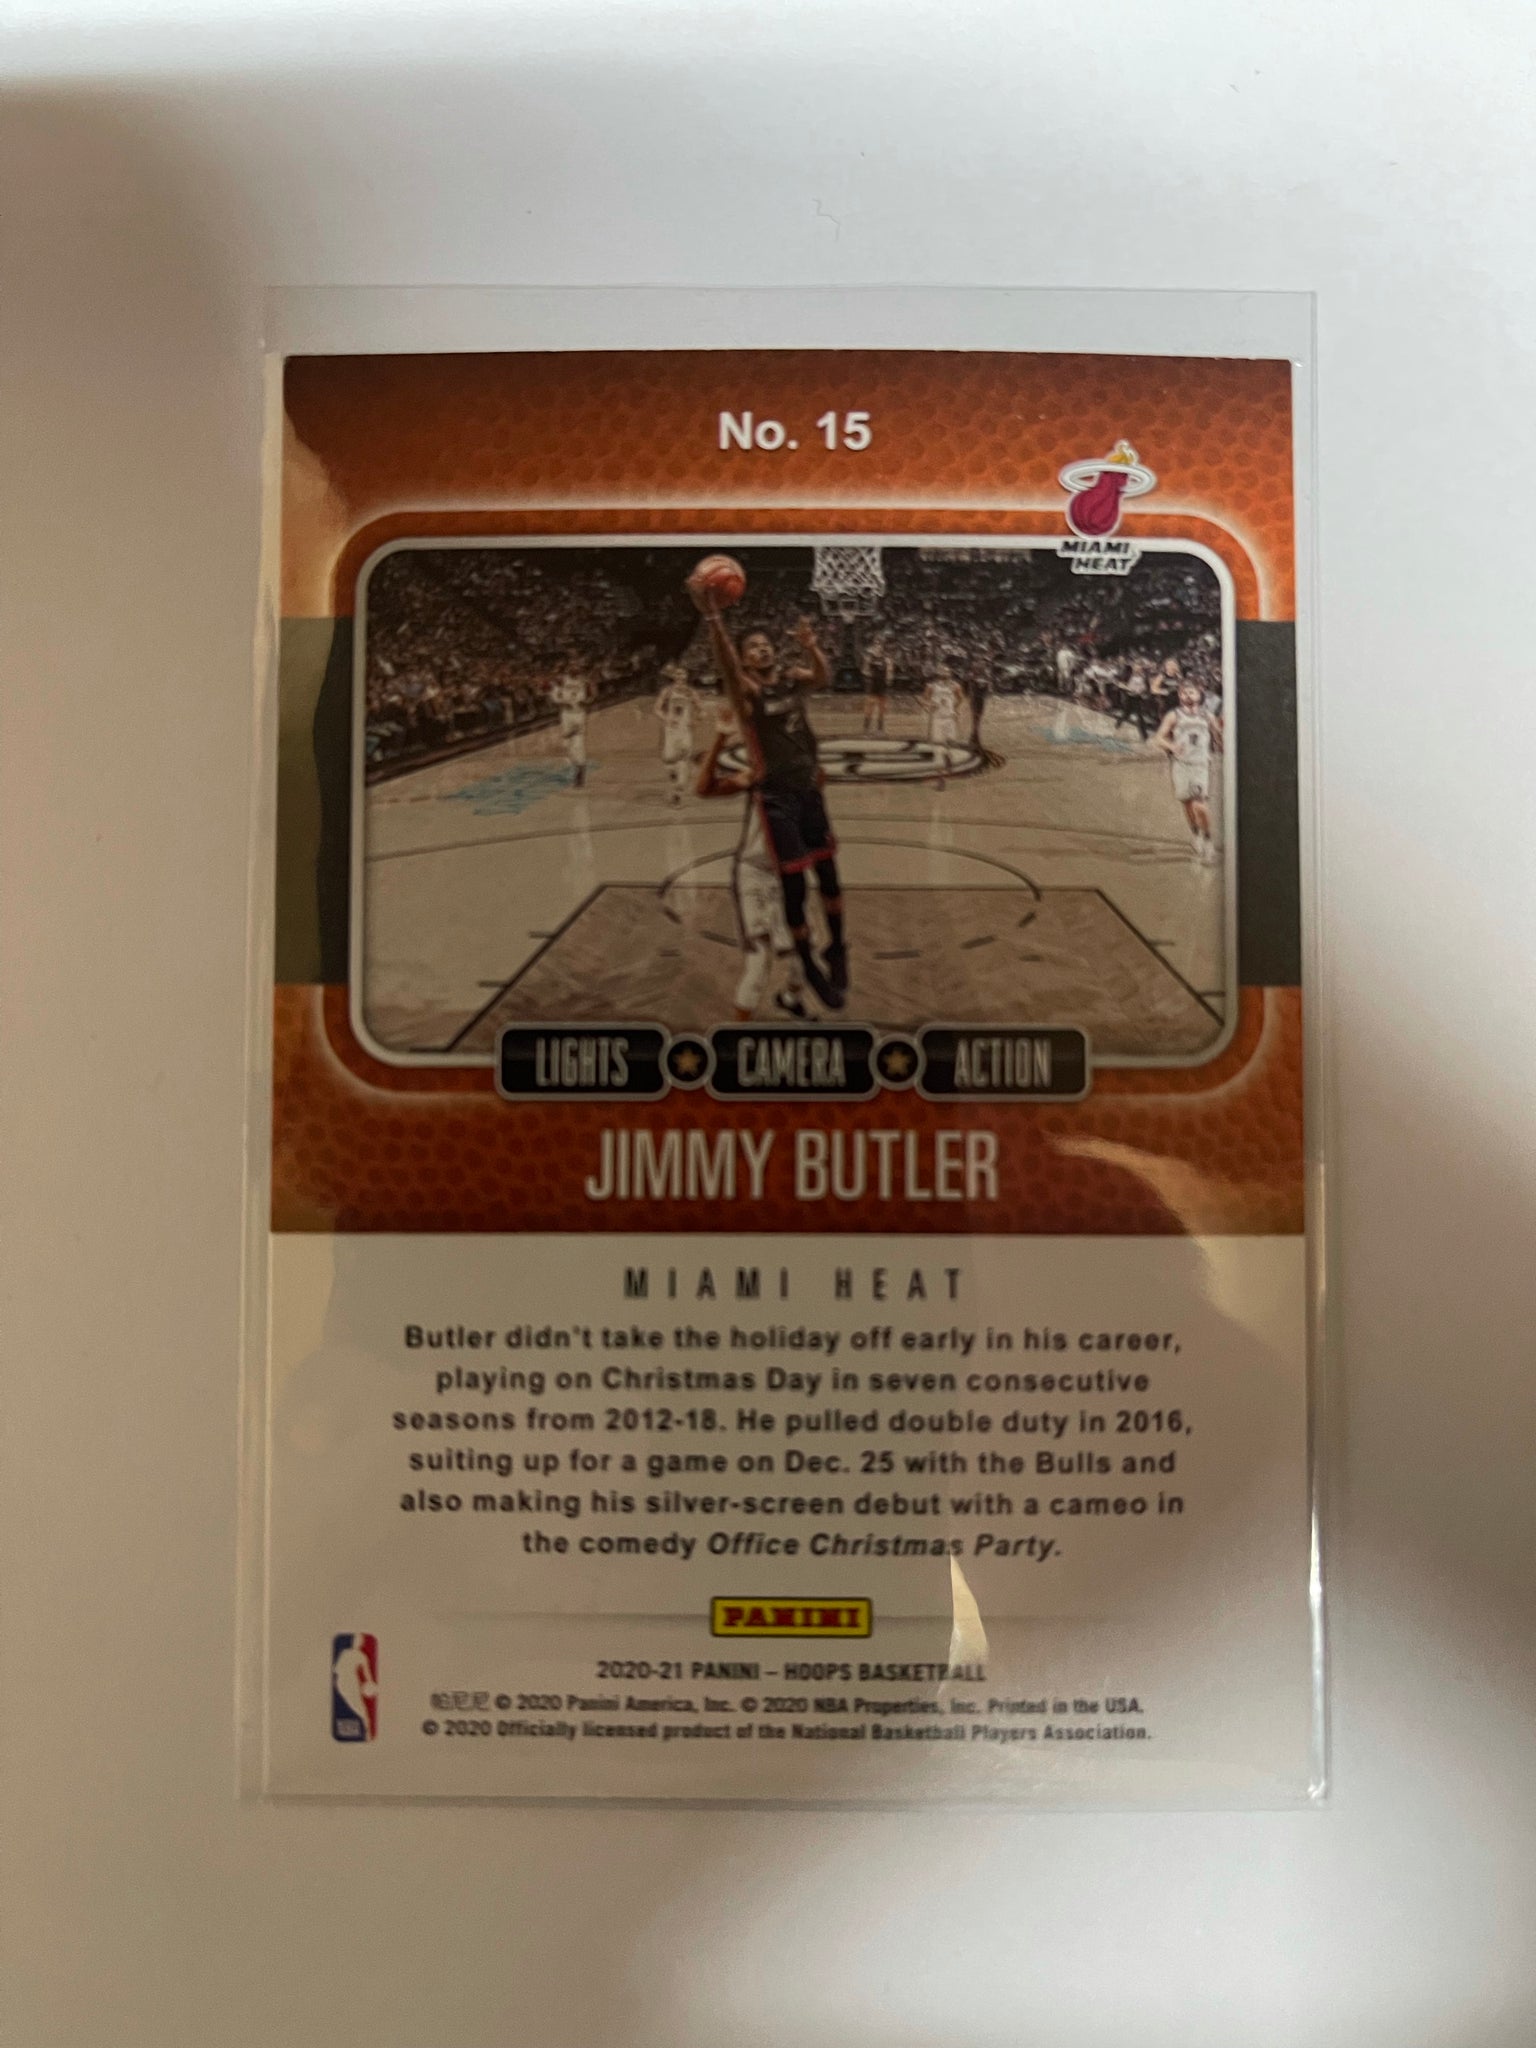 No. 15
MIAMI
HEAT
LIGHTS CAMERA ACTION
JIMMY BUTLER
MIAMI HEAT
Butler didn't take the holiday off early in his career,
playing on Christmas Day in seven consecutive
seasons from 2012-18. He pulled double duty in 2016,
suiting up for a game on Dec. 25 with the Bulls and
also making his silver-screen debut with a cameo in
the comedy Office Christmas Party.
PANINI
2020-21 PANINI – HOOPS BASKETBALL
帕尼尼 © 2020 Panini America, Inc. © 2020 NBA Properties, Inc. Printed in the USA.
© 2020 Officially licensed product of the National Basketball Players Association.
NBA